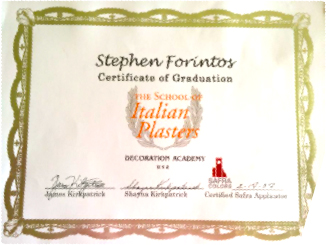 Stephen Forintos
Certificate of Graduation
THE SCHOOL OF
Italian
Plasters
DECORATION ACADEMY
USA
SAFRA
COLORS
James Kirkpatrick Shayna Kirkpatrick Certified Safra Applicator